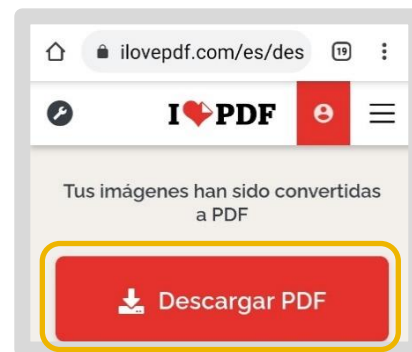 ilovepdf.com/es/des 19
I PDF
Tus imágenes han sido convertidas
a PDF
Descargar PDF